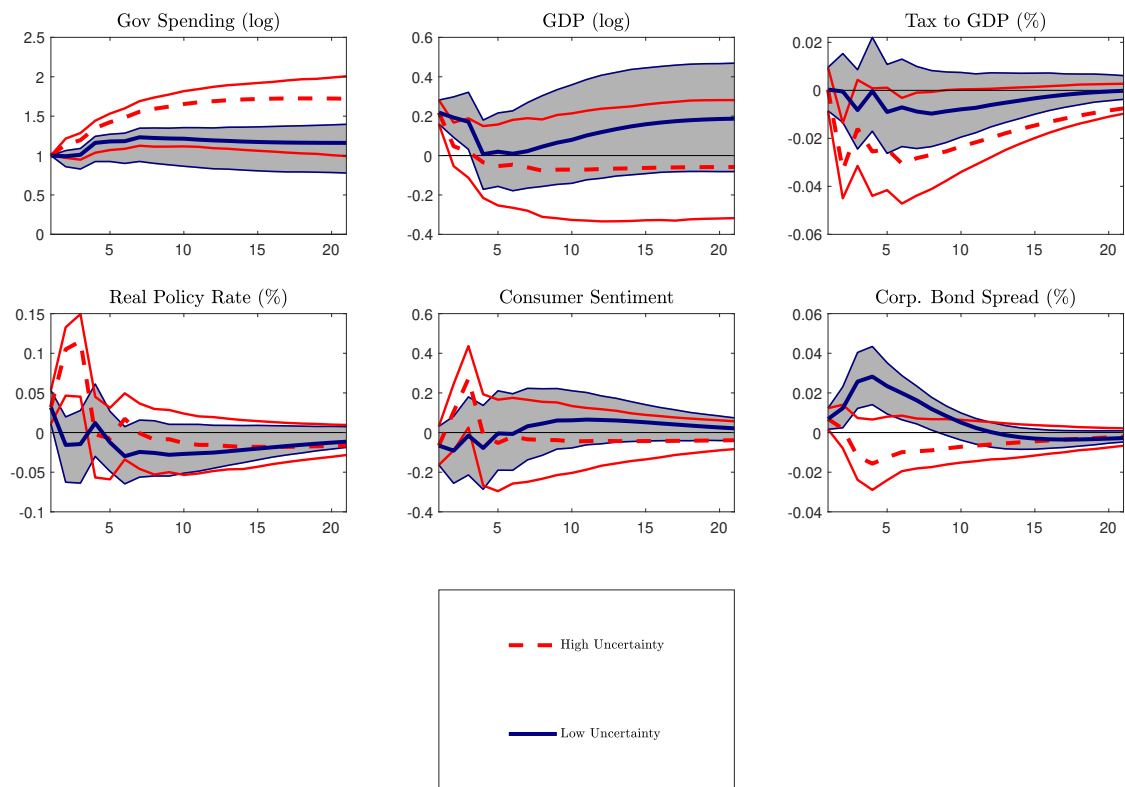 Gov Spending (log)
2.5
2
1.5
1
0.5
0
5 10 15 20
GDP (log)
0.6
0.4
0.2
0
-0.2
-0.4
5 10 15 20
Tax to GDP (%)
0.02
0
-0.02
-0.04
-0.06
5 10 15 20
Real Policy Rate (%)
0.15
0.1
0.05
0
-0.05
-0.1
5 10 15 20
Consumer Sentiment
0.6
0.4
0.2
0
-0.2
-0.4
5 10 15 20
Corp. Bond Spread (%)
0.06
0.04
0.02
0
-0.02
-0.04
5 10 15 20
High Uncertainty
Low Uncertainty